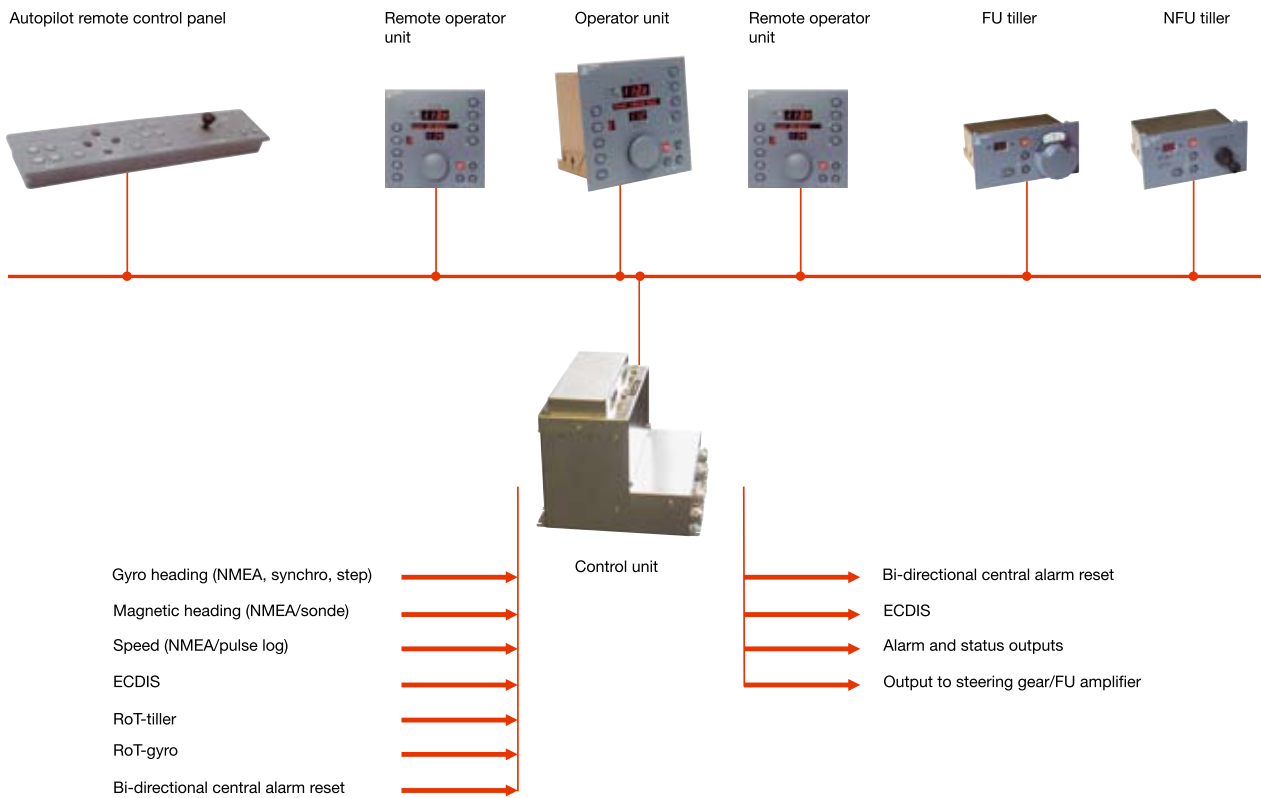 Autopilot remote control panel
Remote operator
unit
Operator unit
Remote operator
unit
FU tiller
NFU tiller
Control unit
Gyro heading (NMEA, synchro, step)
Magnetic heading (NMEA/sonde)
Speed (NMEA/pulse log)
ECDIS
RoT-tiller
RoT-gyro
Bi-directional central alarm reset
Bi-directional central alarm reset
ECDIS
Alarm and status outputs
Output to steering gear/FU amplifier